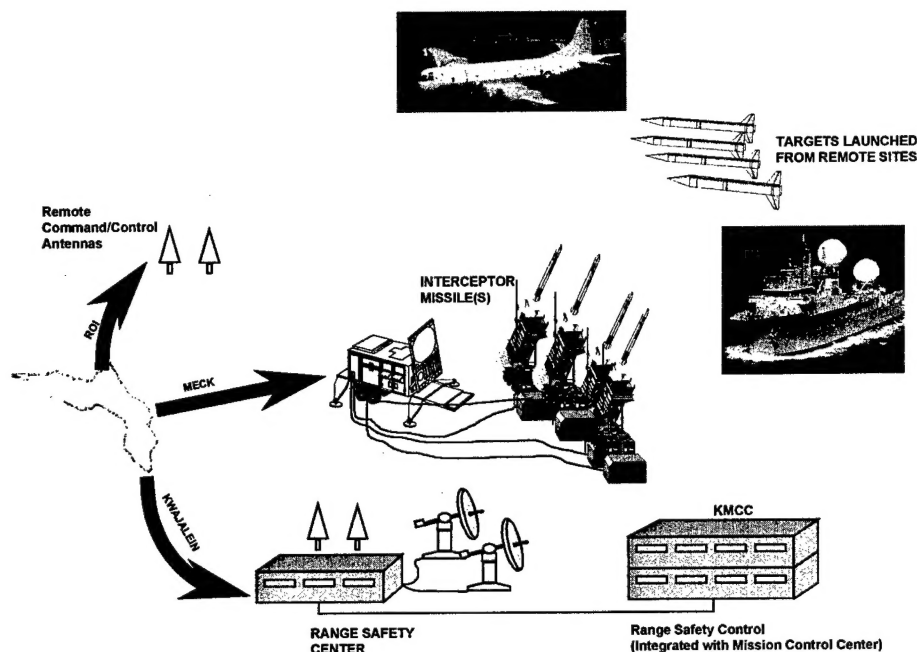 TARGETS LAUNCHED
FROM REMOTE SITES
Remote
Command/Control
Antennas
INTERCEPTOR
MISSILE(S)
ROI
MECK
KWAJALEIN
KMCC
RANGE SAFETY
CENTER
Range Safety Control
(Integrated with Mission Control Center)